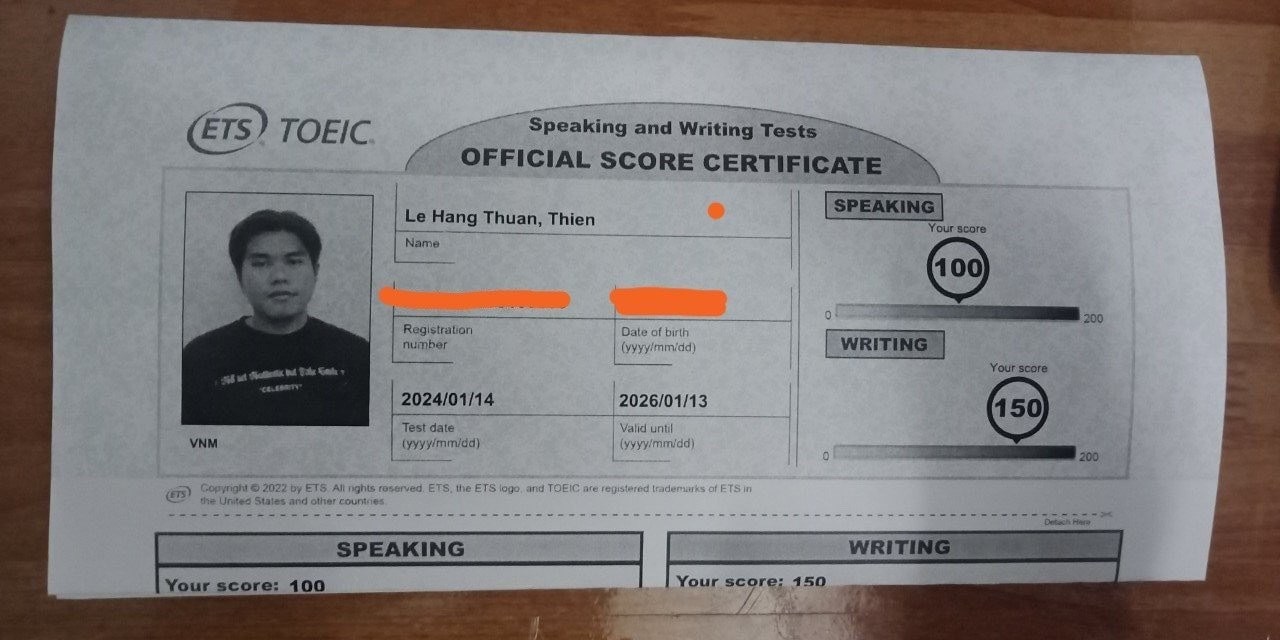 ETS TOEIC
Speaking and Writing Tests
OFFICIAL SCORE CERTIFICATE
Le Hang Thuan, Thien
Name
Registration
number
Date of birth
(yyyy/mm/dd)
2024/01/14
Test date
(yyyy/mm/dd)
2026/01/13
Valid until
(yyyy/mm/dd)
SPEAKING
Your score
100
0
200
WRITING
Your score
150
0
200
"CELEBRITY"
VNM
ETS
Copyright © 2022 by ETS. All rights reserved. ETS, the ETS logo, and TOEIC are registered trademarks of ETS in
the United States and other countries.
Detach Here
SPEAKING
Your score: 100
WRITING
Your score: 150